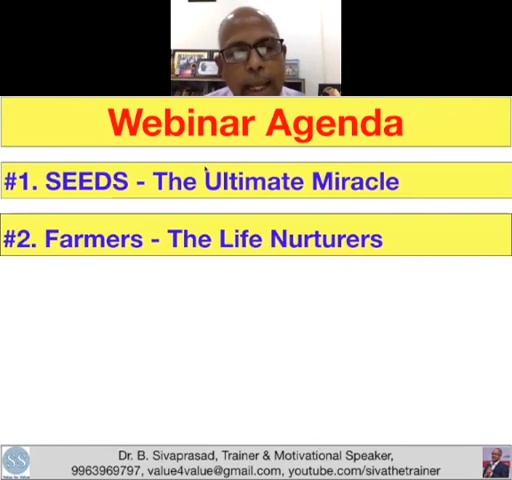 Webinar Agenda
#1. SEEDS - The Ultimate Miracle
#2. Farmers - The Life Nurturers
SS
Dr. B. Sivaprasad, Trainer & Motivational Speaker,
9963969797, value4value@gmail.com, youtube.com/sivathetrainer